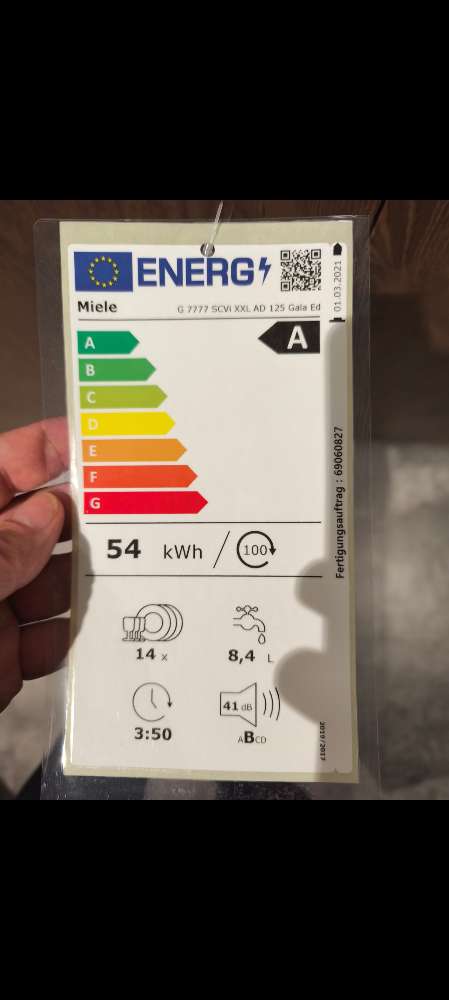 ENERG
Miele
G 7777 SCVi XXL AD 125 Gala Ed
A
A
B
C
D
E
F
G
54 kWh / 100
14 x
8,4 L
3:50
41 dB
ABCD
01.03.2021
Fertigungsauftrag : 69060827
2019/2017